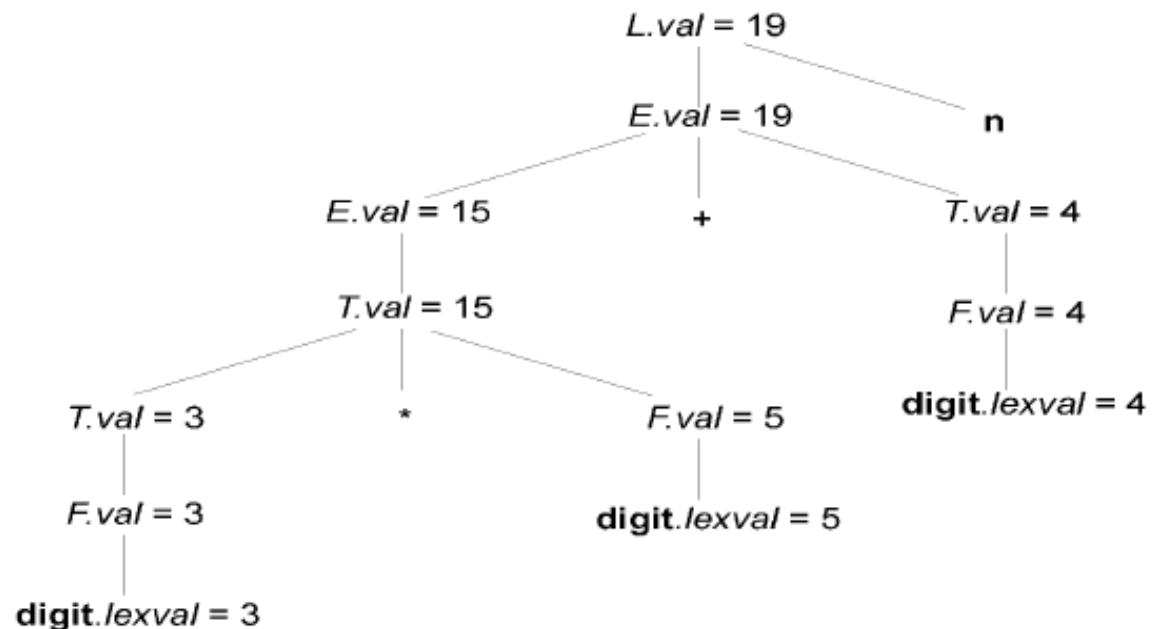 L.val = 19
E.val = 19
n
E.val = 15
+
T.val = 4
T.val = 15
F.val = 4
T.val = 3
*
F.val = 5
digit.lexval = 4
F.val = 3
digit.lexval = 5
digit.lexval = 3